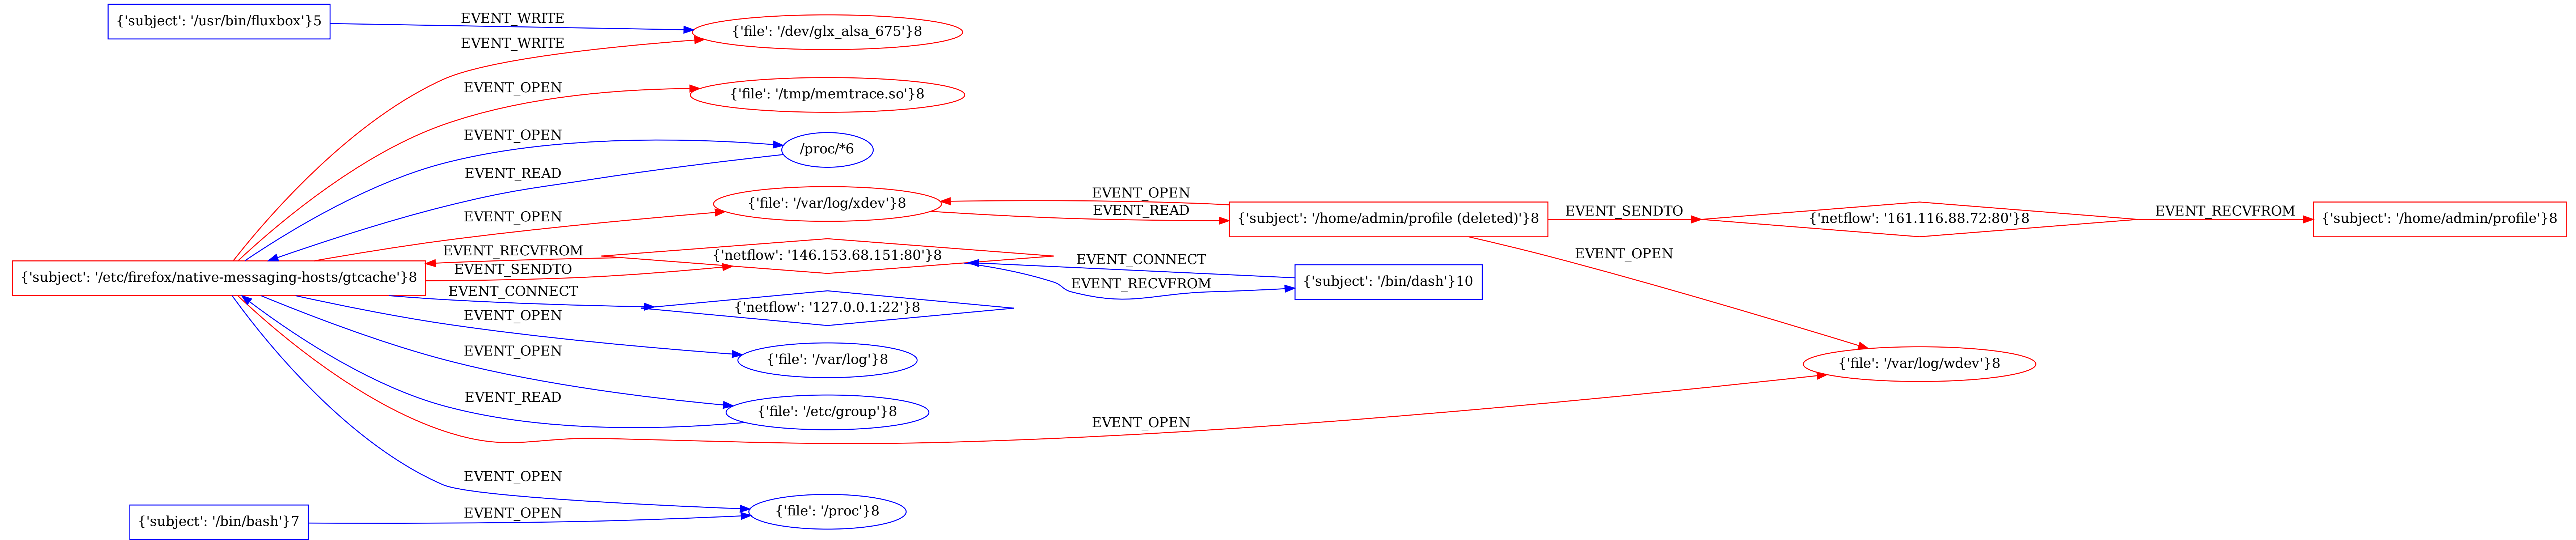 {'subject': '/usr/bin/fluxbox'}5
EVENT_WRITE
{'file': '/dev/glx_alsa_675'}8
EVENT_WRITE
EVENT_OPEN
{'file': '/tmp/memtrace.so'}8
EVENT_OPEN
/proc/*6
EVENT_READ
EVENT_OPEN
{'file': '/var/log/xdev'}8
EVENT_OPEN
EVENT_READ
{'subject': '/home/admin/profile (deleted)'}8
EVENT_SENDTO
{'netflow': '161.116.88.72:80'}8
EVENT_RECVFROM
{'subject': '/home/admin/profile'}8
EVENT_RECVFROM
{'netflow': '146.153.68.151:80'}8
EVENT_CONNECT
EVENT_OPEN
{'subject': '/etc/firefox/native-messaging-hosts/gtcache'}8
EVENT_SENDTO
EVENT_RECVFROM
{'subject': '/bin/dash'}10
EVENT_CONNECT
{'netflow': '127.0.0.1:22'}8
EVENT_OPEN
{'file': '/var/log'}8
{'file': '/var/log/wdev'}8
EVENT_OPEN
EVENT_READ
{'file': '/etc/group'}8
EVENT_OPEN
EVENT_OPEN
{'subject': '/bin/bash'}7
EVENT_OPEN
{'file': '/proc'}8